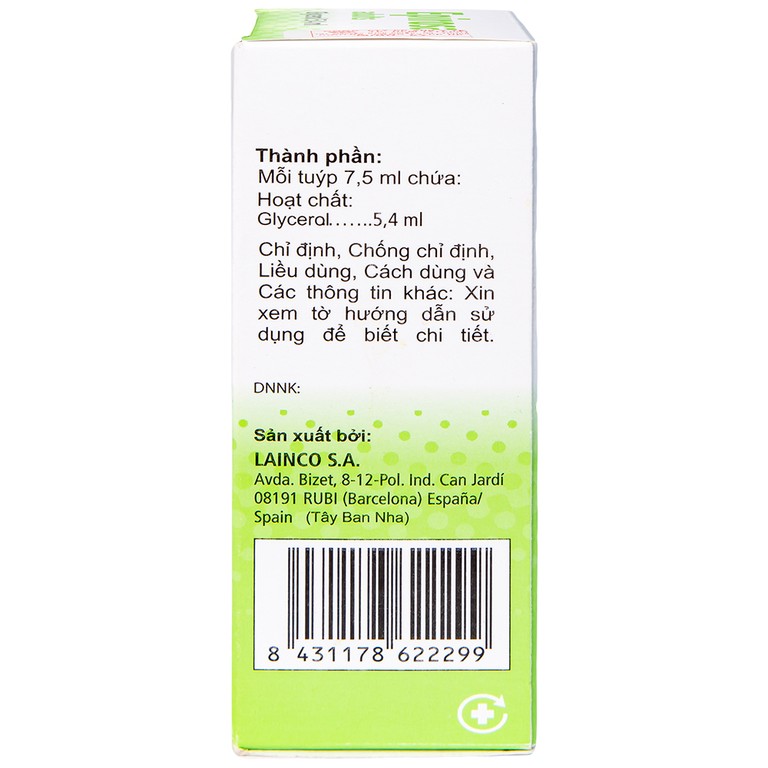 Thành phần:
Mỗi tuýp 7,5 ml chứa:
Hoạt chất:
Glycerol.......5,4 ml
Chỉ định, Chống chỉ định,
Liều dùng, Cách dùng và
Các thông tin khác: Xin
xem tờ hướng dẫn sử
dụng để biết chi tiết.
DNNK:
Sản xuất bởi:
LAINCO S.A.
Avda. Bizet, 8-12-Pol. Ind. Can Jardí
08191 RUBI (Barcelona) España/
Spain (Tây Ban Nha)
8 431178 622299